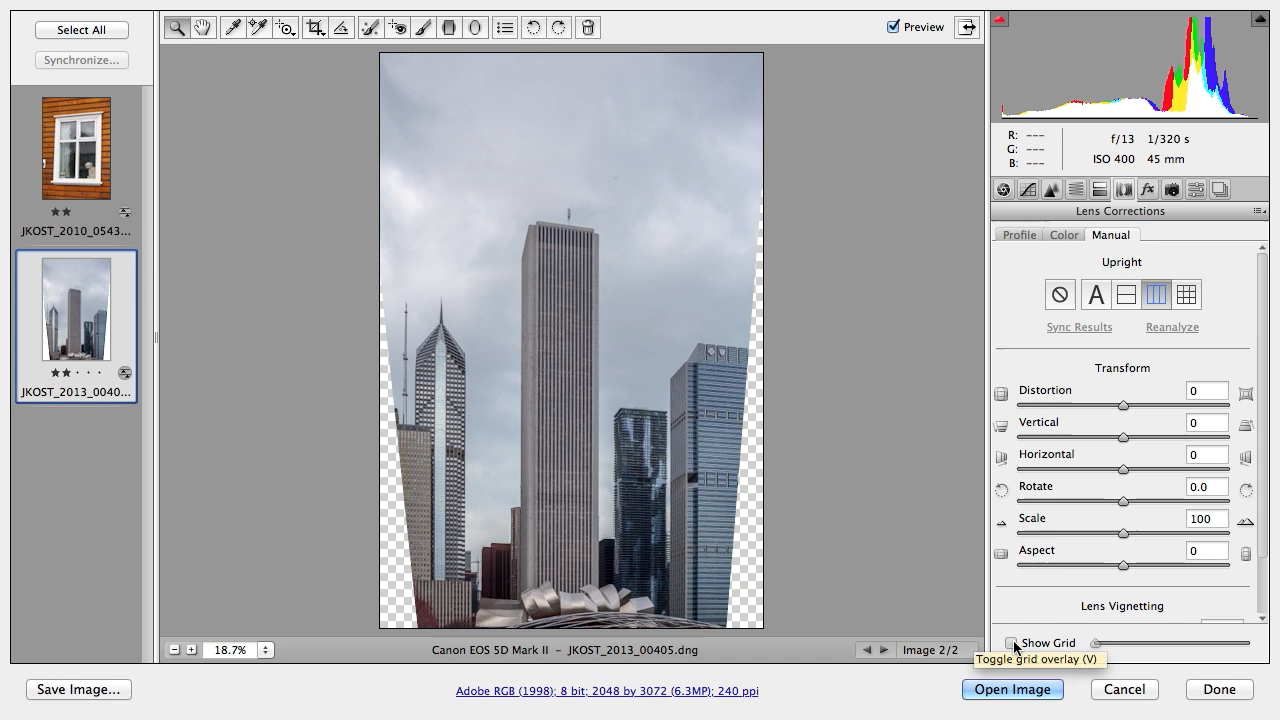 Select All
Synchronize...
JKOST_2010_0543...
JKOST_2013_0040...
Preview
R: ---
G: ---
B: ---
f/13 1/320 s
ISO 400 45 mm
fx
Lens Corrections
Profile Color Manual
Upright
A
Sync Results Reanalyze
Transform
Distortion 0
Vertical 0
Horizontal 0
Rotate 0.0
Scale 100
Aspect 0
Lens Vignetting
Show Grid
Toggle grid overlay (V)
18.7%
Canon EOS 5D Mark II – JKOST_2013_00405.dng
Image 2/2
Save Image...
Adobe RGB (1998); 8 bit; 2048 by 3072 (6.3MP); 240 ppi
Open Image
Cancel
Done